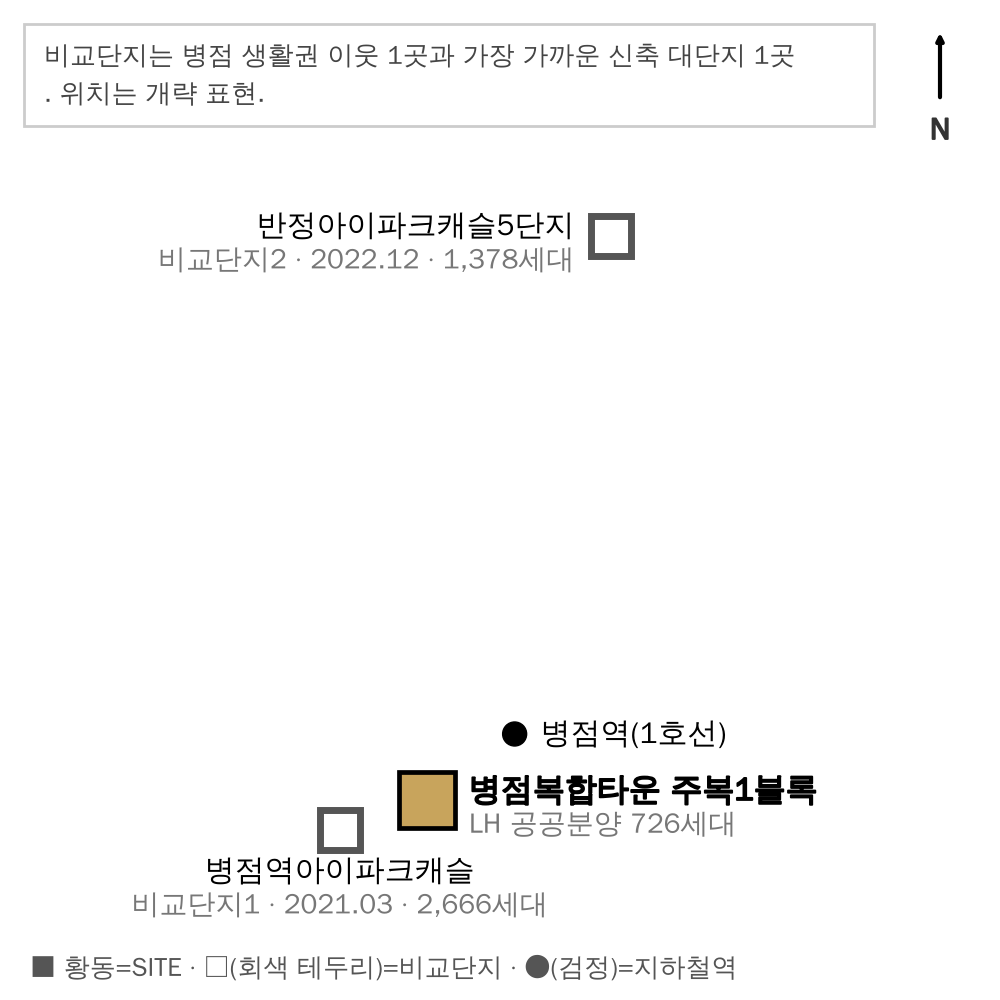 비교단지는 병점 생활권 이웃 1곳과 가장 가까운 신축 대단지 1곳
. 위치는 개략 표현.
N
반정아이파크캐슬5단지
비교단지2 · 2022.12 · 1,378세대
병점역(1호선)
병점복합타운 주복1블록
LH 공공분양 726세대
병점역아이파크캐슬
비교단지1 · 2021.03 · 2,666세대
■ 황동=SITE · □(회색 테두리)=비교단지 · ●(검정)=지하철역